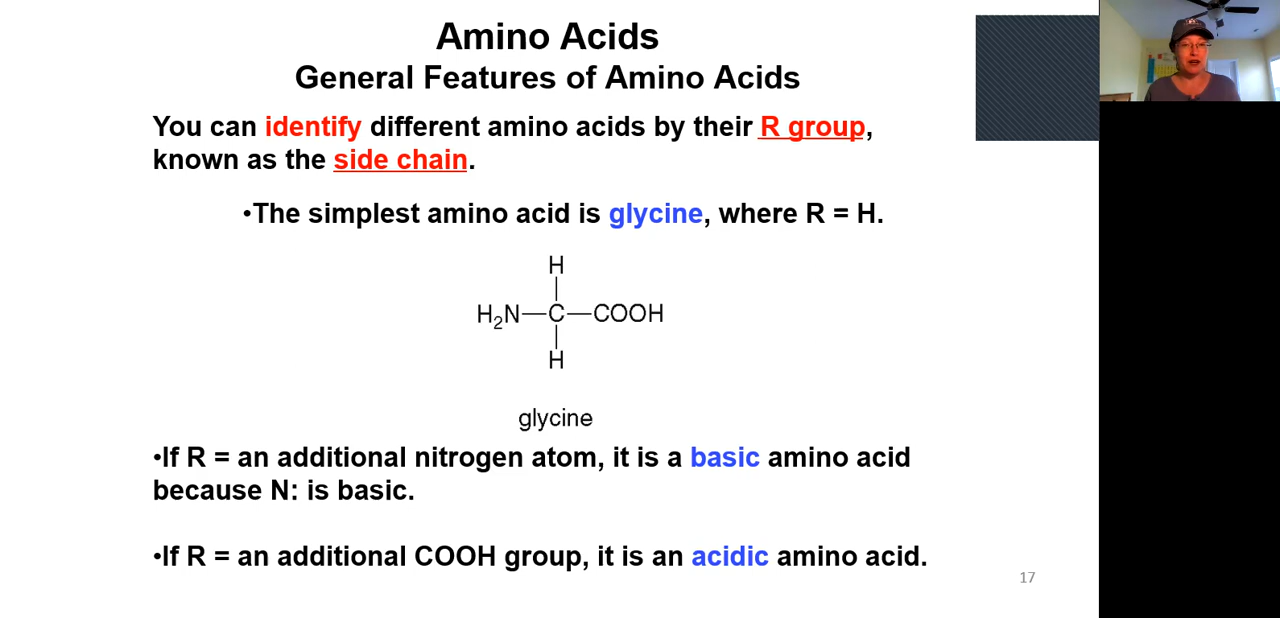 Amino Acids
General Features of Amino Acids
You can identify different amino acids by their R group,
known as the side chain.
•The simplest amino acid is glycine, where R = H.
H
H₂N—C—COOH
H
glycine
•If R = an additional nitrogen atom, it is a basic amino acid
because N: is basic.
•If R = an additional COOH group, it is an acidic amino acid.
17